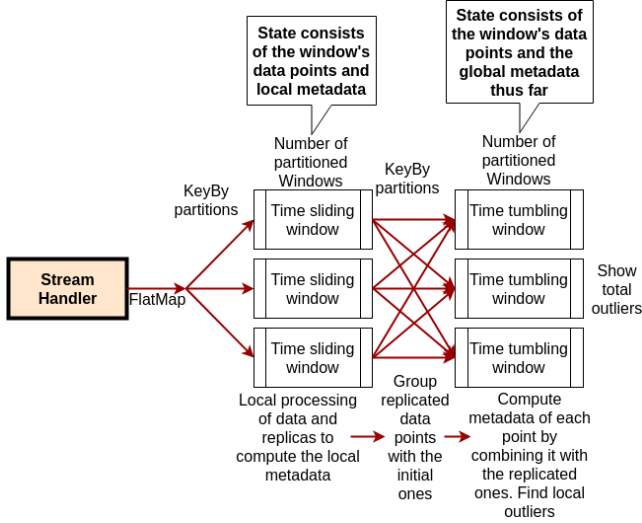 State consists
of the window's
data points and
local metadata
State consists of
the window's data
points and the
global metadata
thus far
Number of
partitioned
Windows
Number of
partitioned
Windows
KeyBy
partitions
KeyBy
partitions
Time sliding
window
Time tumbling
window
Stream
Handler
FlatMap
Time sliding
window
Time tumbling
window
Show
total
outliers
Time sliding
window
Time tumbling
window
Local processing
of data and
replicas to
compute the local
metadata
Group
replicated
data
points
with the
initial
ones
Compute
metadata of each
point by
combining it with
the replicated
ones. Find local
outliers